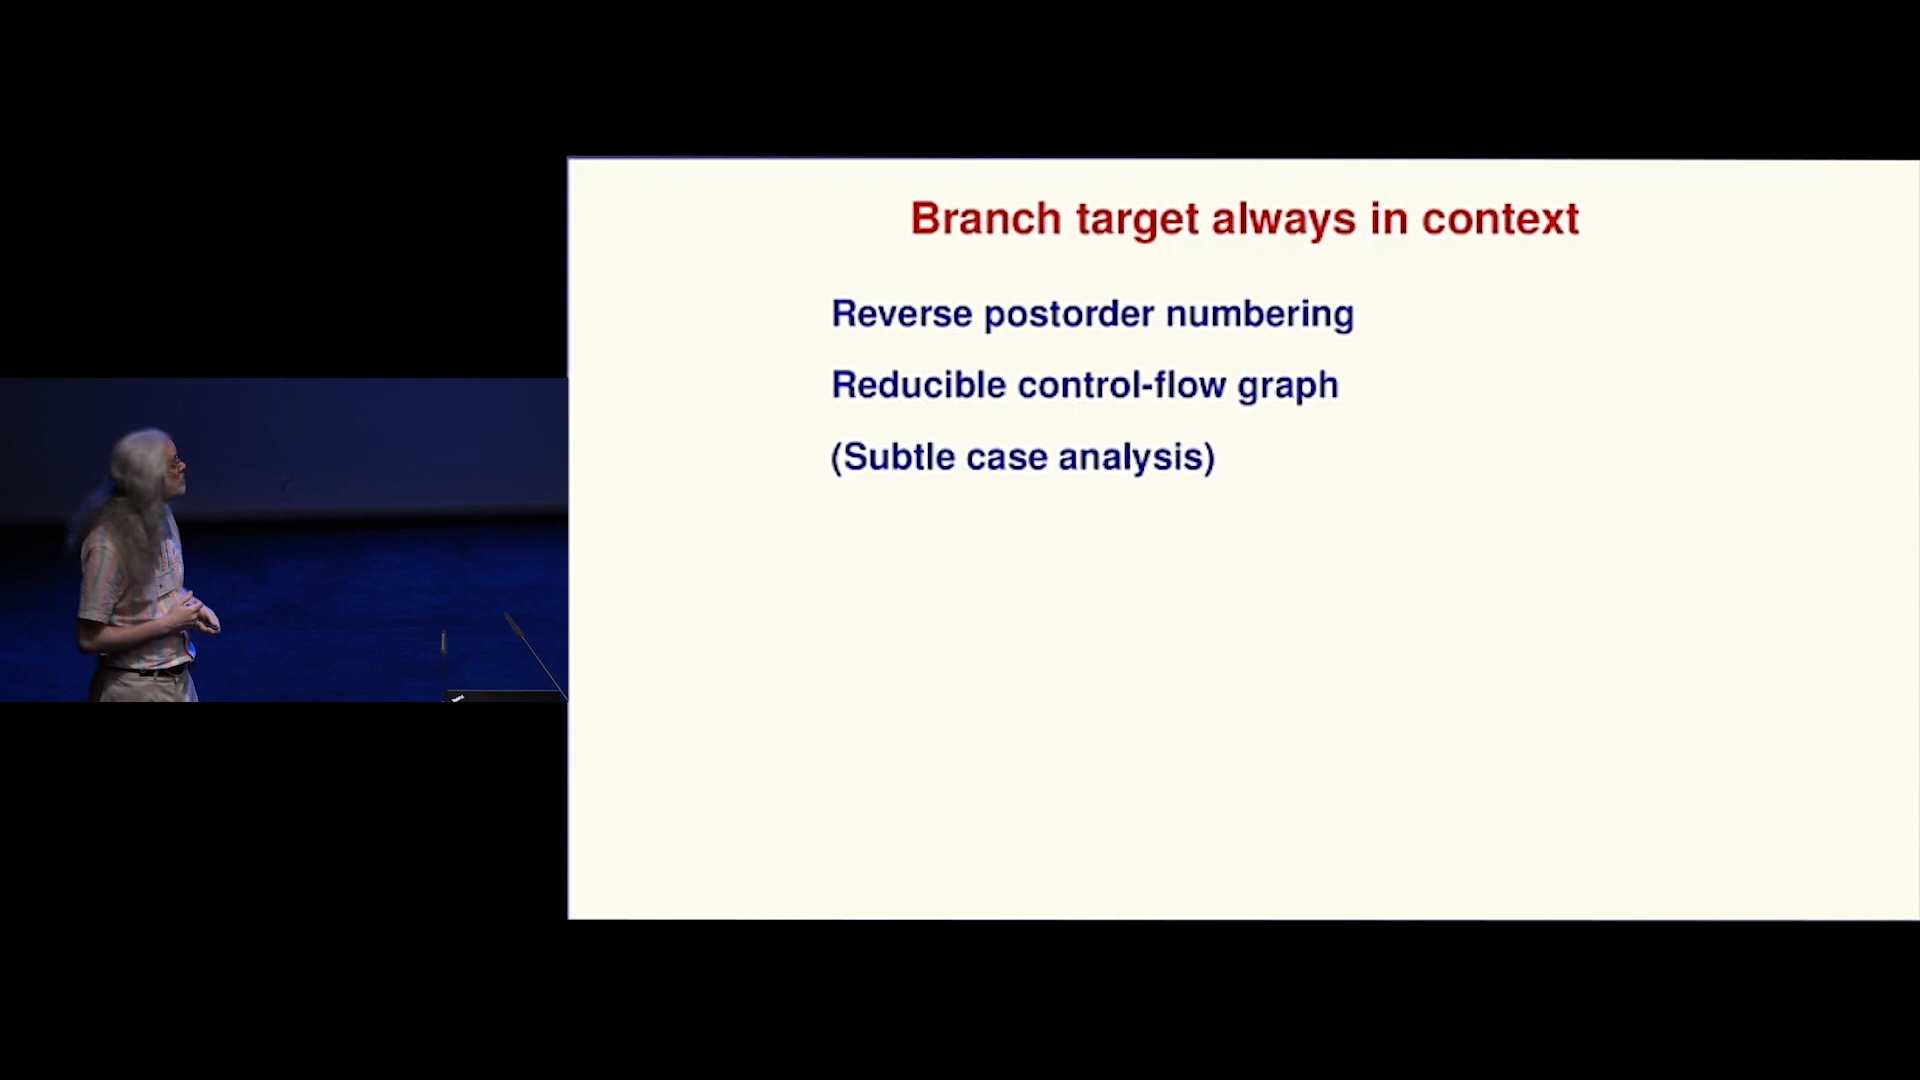 Branch target always in context
Reverse postorder numbering
Reducible control-flow graph
(Subtle case analysis)